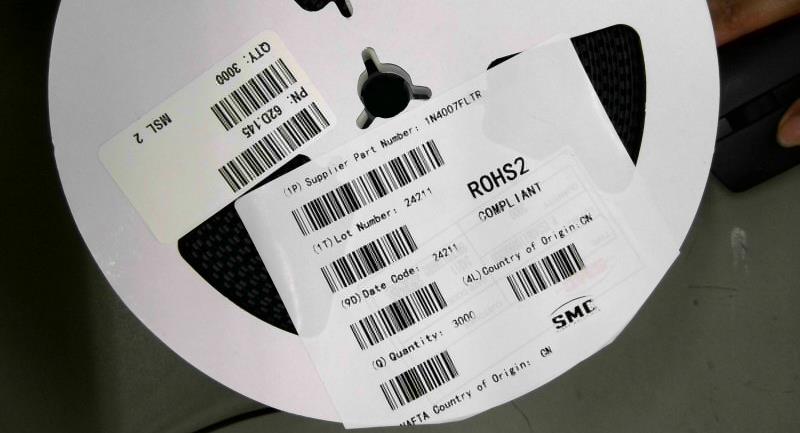 QTY: 3000
PN: 62D.145
MSL 2
(1P) Supplier Part Number: 1N4007FLTR
(1T)Lot Number: 24211
ROHS2
COMPLIANT
(9D)Date Code: 24211
(4L)Country of Origin:CN
(Q) Quantity: 3000
SMC
NAFTA Country of Origin: CN